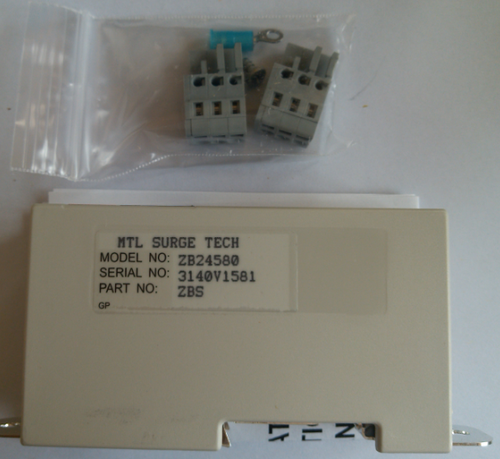 MTL SURGE TECH
MODEL NO: ZB24580
SERIAL NO: 3140V1581
PART NO: ZBS
GP